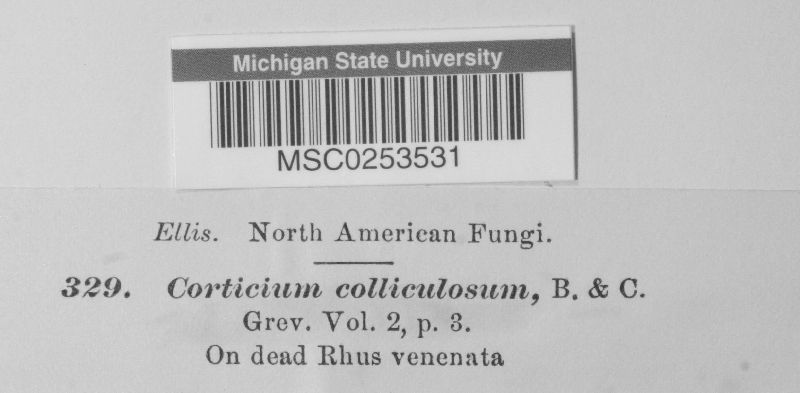 Michigan State University
MSC0253531
Ellis. North American Fungi.
329. Corticium colliculosum, B. & C.
Grev. Vol. 2, p. 3.
On dead Rhus venenata